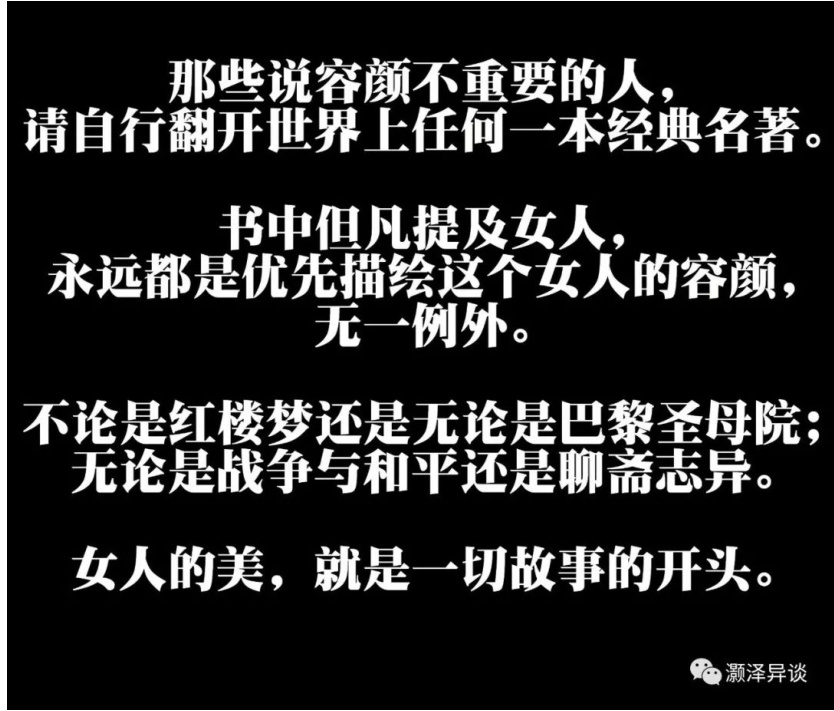 那些说容颜不重要的人，
请自行翻开世界上任何一本经典名著。
书中但凡提及女人，
永远都是优先描绘这个女人的容颜，
无一例外。
不论是红楼梦还是无论是巴黎圣母院；
无论是战争与和平还是聊斋志异。
女人的美，就是一切故事的开头。
灏泽异谈